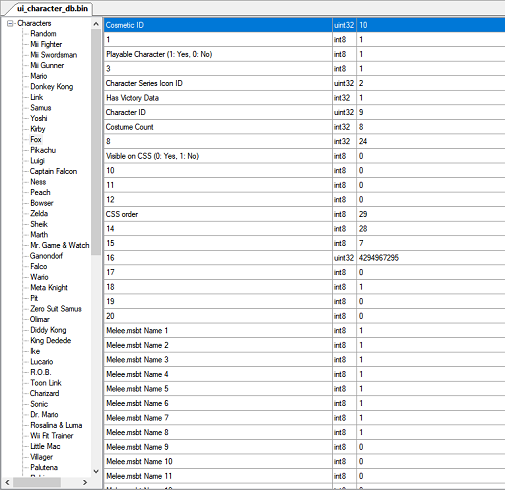 ui_character_db.bin
Characters
Random
Mii Fighter
Mii Swordsman
Mii Gunner
Mario
Donkey Kong
Link
Samus
Yoshi
Kirby
Fox
Pikachu
Luigi
Captain Falcon
Ness
Peach
Bowser
Zelda
Sheik
Marth
Mr. Game & Watch
Ganondorf
Falco
Wario
Meta Knight
Pit
Zero Suit Samus
Olimar
Diddy Kong
King Dedede
Ike
Lucario
R.O.B.
Toon Link
Charizard
Sonic
Dr. Mario
Rosalina & Luma
Wii Fit Trainer
Little Mac
Villager
Palutena
Cosmetic ID uint32 10
1 int8 1
Playable Character (1: Yes, 0: No) int8 1
3 int8 1
Character Series Icon ID uint32 2
Has Victory Data int32 1
Character ID uint32 9
Costume Count int8 8
8 int32 24
Visible on CSS (0: Yes, 1: No) int8 0
10 int8 0
11 int8 0
12 int8 0
CSS order int8 29
14 int8 28
15 int8 7
16 uint32 4294967295
17 int8 0
18 int8 1
19 int8 0
20 int8 0
Melee.msbt Name 1 int8 1
Melee.msbt Name 2 int8 1
Melee.msbt Name 3 int8 1
Melee.msbt Name 4 int8 1
Melee.msbt Name 5 int8 1
Melee.msbt Name 6 int8 1
Melee.msbt Name 7 int8 1
Melee.msbt Name 8 int8 1
Melee.msbt Name 9 int8 0
Melee.msbt Name 10 int8 0
Melee.msbt Name 11 int8 0